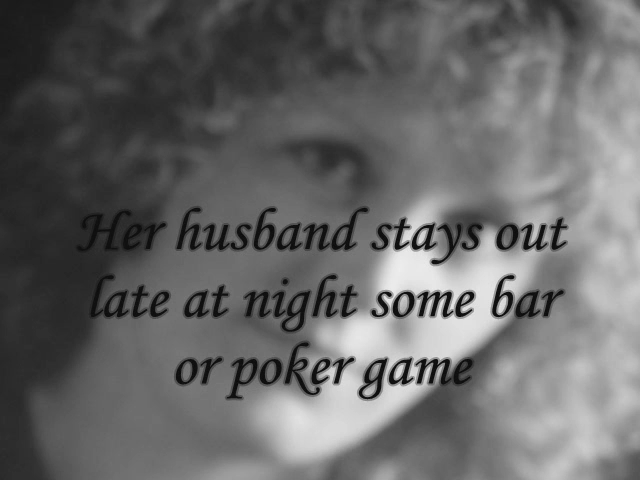 Her husband stays out
late at night some bar
or poker game